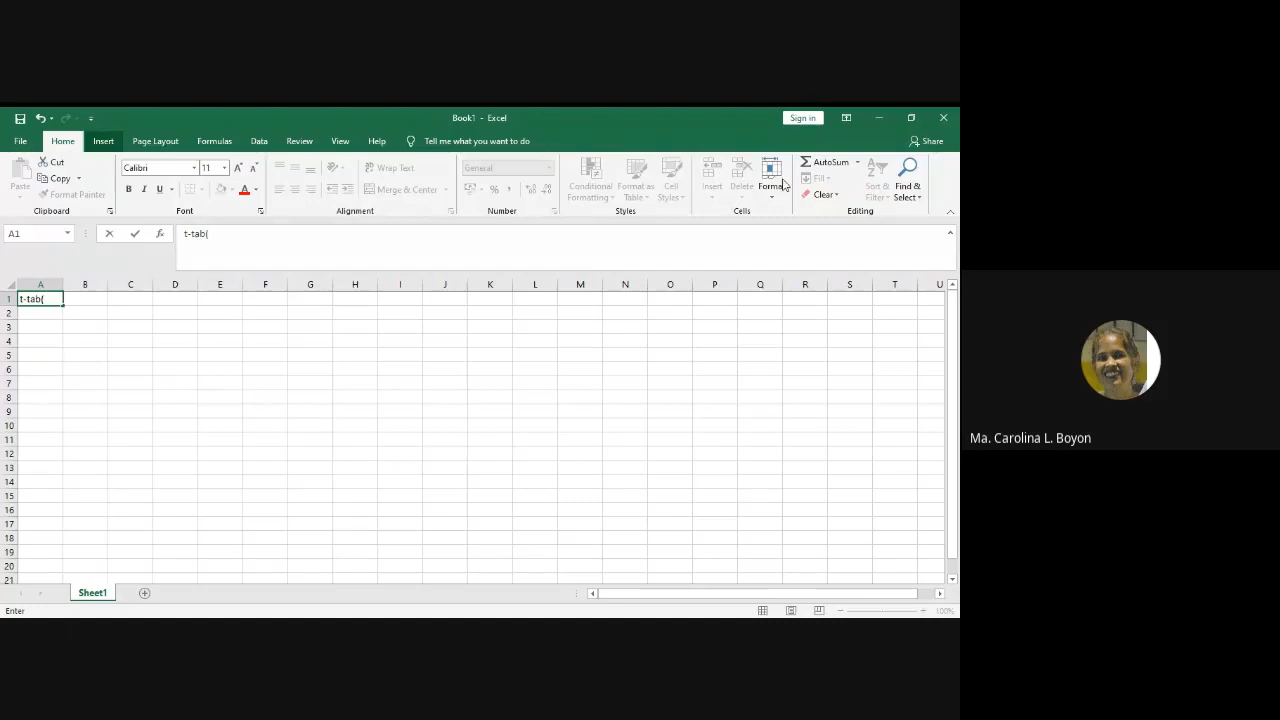 Book1 - Excel
Sign in
File Home Insert Page Layout Formulas Data Review View Help Tell me what you want to do Share
Paste
Cut
Copy
Format Painter
Clipboard
Calibri 11 A A
B I U A
Font
Wrap Text
Merge & Center
Alignment
General
% ,
Number
Conditional Formatting
Format as Table
Cell Styles
Styles
Insert
Delete
Format
Cells
AutoSum
Fill
Clear
Sort & Filter
Find & Select
Editing
A1 fx t-tab(
A B C D E F G H I J K L M N O P Q R S T U
1 t-tab(
2
3
4
5
6
7
8
9
10
11
12
13
14
15
16
17
18
19
20
21
Sheet1
Enter 100%
Ma. Carolina L. Boyon